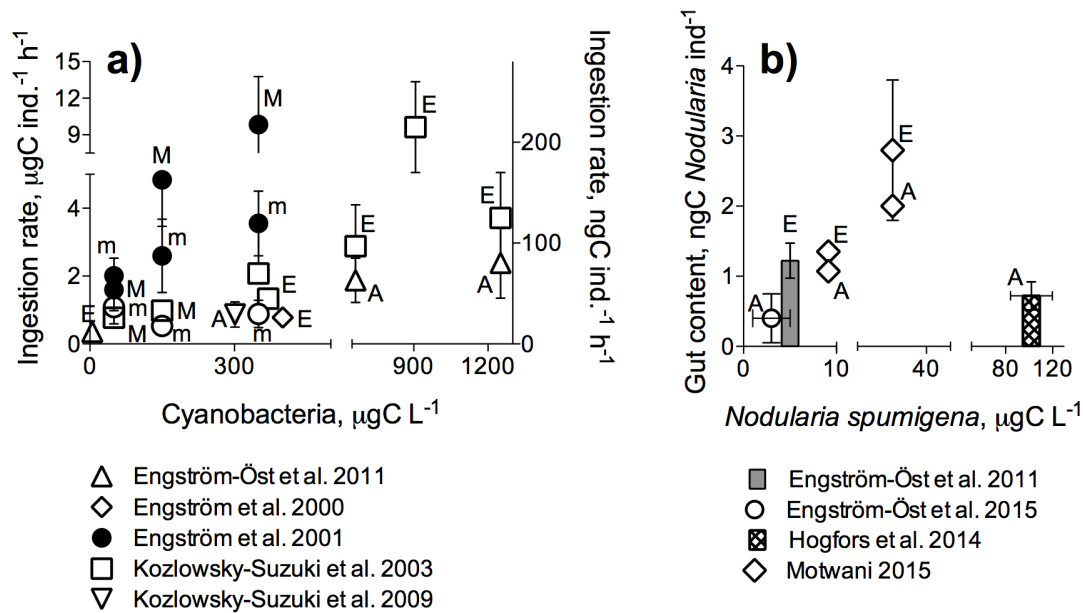 a)
Ingestion rate, µgC ind.-1 h-1
15
12
9
4
2
0
M
M
m
m
m
E
m
M
M
m
m
A
E
E
E
A
E
E
A
Ingestion rate, ngC ind.-1 h-1
200
100
0
0
300
900
1200
Cyanobacteria, µgC L-1
Engström-Öst et al. 2011
Engström et al. 2000
Engström et al. 2001
Kozlowsky-Suzuki et al. 2003
Kozlowsky-Suzuki et al. 2009
b)
Gut content, ngC Nodularia ind-1
4
3
2
1
0
E
A
E
E
A
A
A
0
10
40
80
120
Nodularia spumigena, µgC L-1
Engström-Öst et al. 2011
Engström-Öst et al. 2015
Hogfors et al. 2014
Motwani 2015